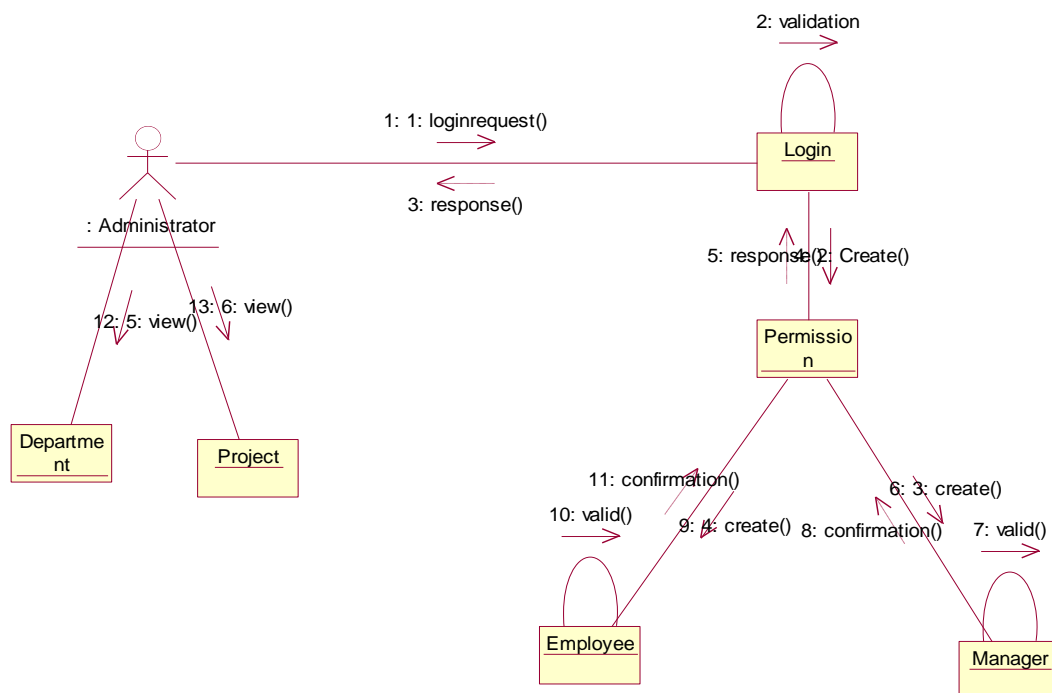 2: validation
1: 1: loginrequest()
Login
3: response()
: Administrator
5: response()
4: 2: Create()
12: 5: view()
13: 6: view()
Permissio
n
Departme
nt
Project
11: confirmation()
6: 3: create()
10: valid()
9: 4: create()
8: confirmation()
7: valid()
Employee
Manager